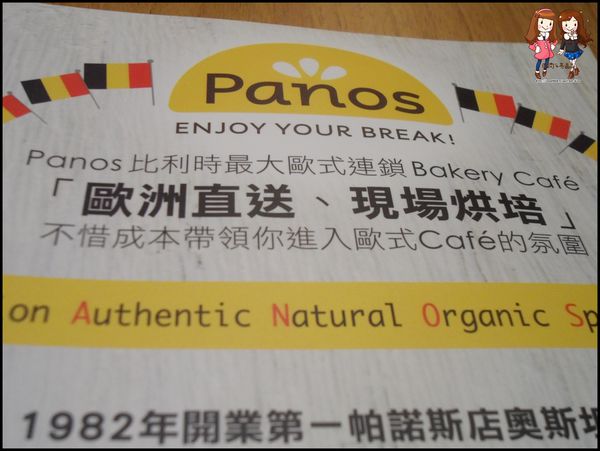 Panos
ENJOY YOUR BREAK!
Panos 比利時最大歐式連鎖 Bakery Café
「歐洲直送、現場烘培」
不惜成本帶領你進入歐式Café的氛圍
on Authentic Natural Organic Sp
1982年開業第一帕諾斯店奧斯坦